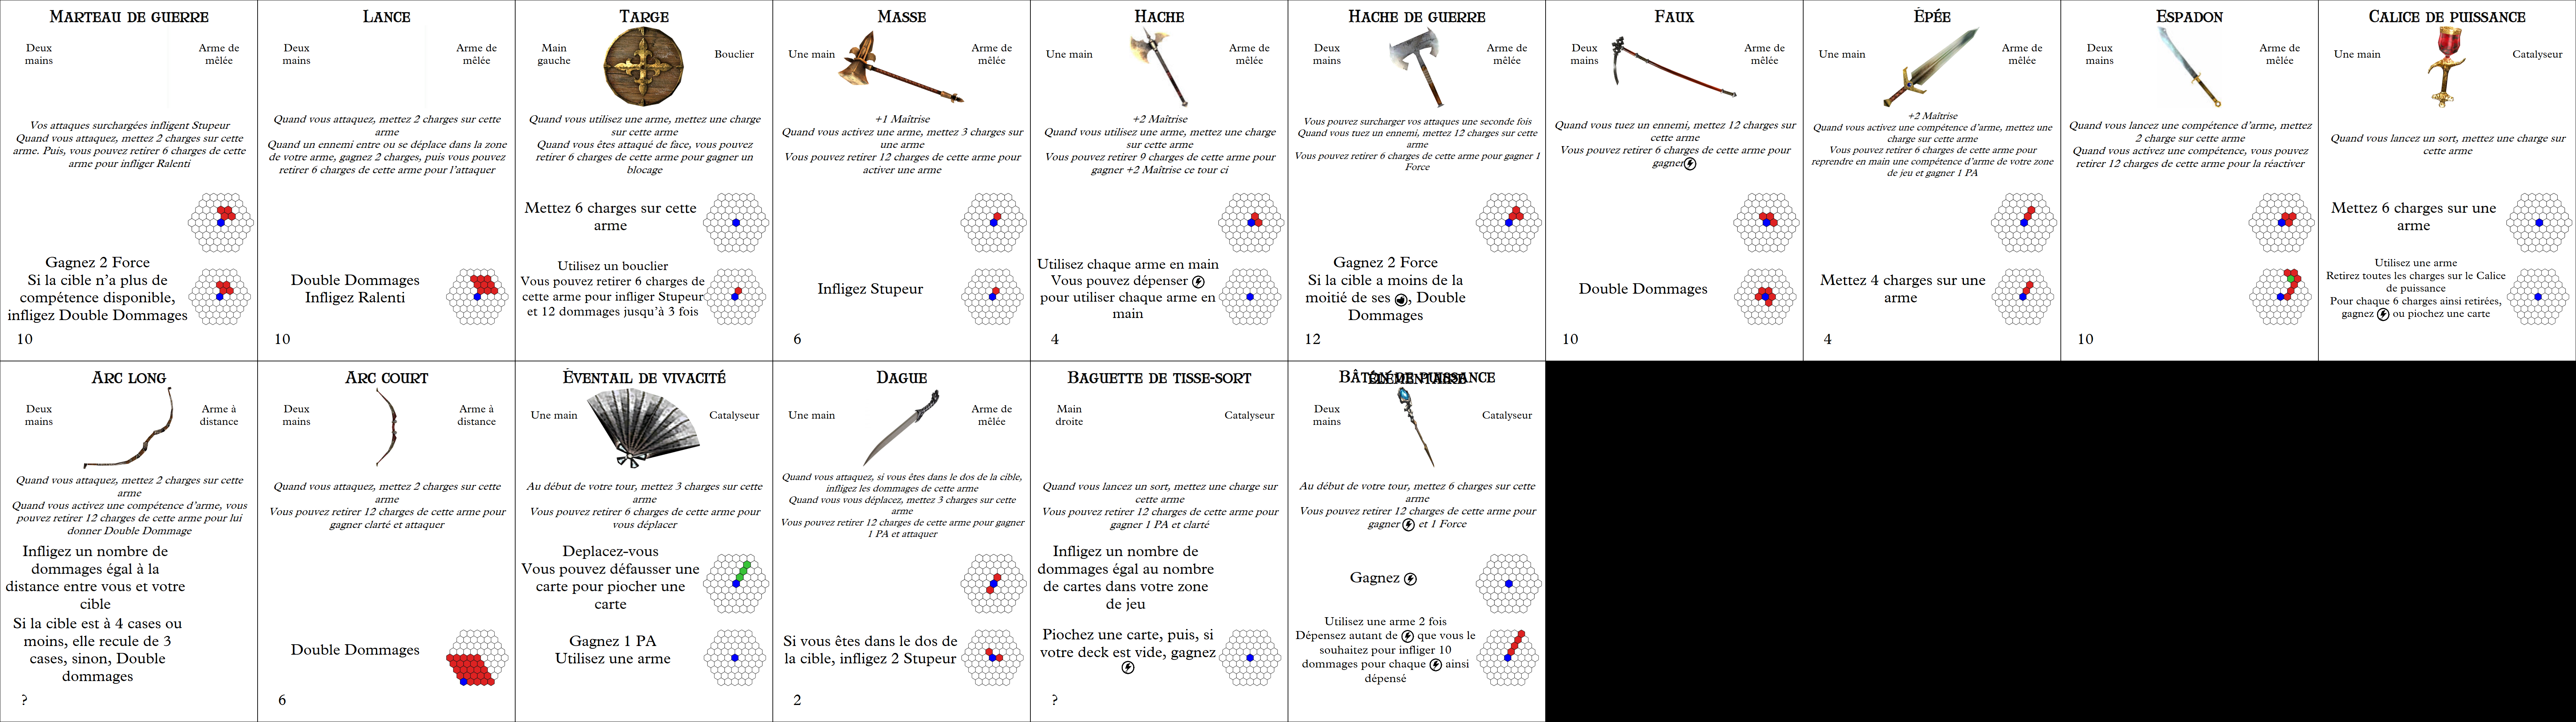 Marteau de guerre
Deux
mains
Arme de
mêlée
Vos attaques surchargées infligent Stupeur
Quand vous attaquez, mettez 2 charges sur cette
arme. Puis, vous pouvez retirer 6 charges de cette
arme pour infliger Ralenti
Gagnez 2 Force
Si la cible n'a plus de
compétence disponible,
infligez Double Dommages
10
Lance
Deux
mains
Arme de
mêlée
Quand vous attaquez, mettez 2 charges sur cette
arme
Quand un ennemi entre ou se déplace dans la zone
de votre arme, gagnez 2 charges, puis vous pouvez
retirer 6 charges de cette arme pour l'attaquer
Double Dommages
Infligez Ralenti
10
Targe
Main
gauche
Bouclier
Quand vous utilisez une arme, mettez une charge
sur cette arme
Quand vous êtes attaqué de face, vous pouvez
retirer 6 charges de cette arme pour gagner un
blocage
Mettez 6 charges sur cette
arme
Utilisez un bouclier
Vous pouvez retirer 6 charges de
cette arme pour infliger Stupeur
et 12 dommages jusqu'à 3 fois
Masse
Une main
Arme de
mêlée
+1 Maîtrise
Quand vous activez une arme, mettez 3 charges sur
une arme
Vous pouvez retirer 12 charges de cette arme pour
activer une arme
Infligez Stupeur
6
Hache
Une main
Arme de
mêlée
+2 Maîtrise
Quand vous utilisez une arme, mettez une charge
sur cette arme
Vous pouvez retirer 9 charges de cette arme pour
gagner +2 Maîtrise ce tour ci
Utilisez chaque arme en main
Vous pouvez dépenser
pour utiliser chaque arme en
main
4
Hache de guerre
Deux
mains
Arme de
mêlée
Vous pouvez surcharger vos attaques une seconde fois
Quand vous tuez un ennemi, mettez 12 charges sur cette
arme
Vous pouvez retirer 6 charges de cette arme pour gagner 1
Force
Gagnez 2 Force
Si la cible a moins de la
moitié de ses , Double
Dommages
12
Faux
Deux
mains
Arme de
mêlée
Quand vous tuez un ennemi, mettez 12 charges sur
cette arme
Vous pouvez retirer 6 charges de cette arme pour
gagner
Double Dommages
10
Épée
Une main
Arme de
mêlée
+2 Maîtrise
Quand vous activez une compétence d'arme, mettez une
charge sur cette arme
Vous pouvez retirer 6 charges de cette arme pour
reprendre en main une compétence d'arme de votre zone
de jeu et gagner 1 PA
Mettez 4 charges sur une
arme
4
Espadon
Deux
mains
Arme de
mêlée
Quand vous lancez une compétence d'arme, mettez
2 charge sur cette arme
Quand vous activez une compétence, vous pouvez
retirer 12 charges de cette arme pour la réactiver
10
Calice de puissance
Une main
Catalyseur
Quand vous lancez un sort, mettez une charge sur
cette arme
Mettez 6 charges sur une
arme
Utilisez une arme
Retirez toutes les charges sur le Calice
de puissance
Pour chaque 6 charges ainsi retirées,
gagnez ou piochez une carte
Arc long
Deux
mains
Arme à
distance
Quand vous attaquez, mettez 2 charges sur cette
arme
Quand vous activez une compétence d'arme, vous
pouvez retirer 12 charges de cette arme pour lui
donner Double Dommage
Infligez un nombre de
dommages égal à la
distance entre vous et votre
cible
Si la cible est à 4 cases ou
moins, elle recule de 3
cases, sinon, Double
dommages
?
Arc court
Deux
mains
Arme à
distance
Quand vous attaquez, mettez 2 charges sur cette
arme
Vous pouvez retirer 12 charges de cette arme pour
gagner clarté et attaquer
Double Dommages
6
Éventail de vivacité
Une main
Catalyseur
Au début de votre tour, mettez 3 charges sur cette
arme
Vous pouvez retirer 6 charges de cette arme pour
vous déplacer
Deplacez-vous
Vous pouvez défausser une
carte pour piocher une
carte
Gagnez 1 PA
Utilisez une arme
Dague
Une main
Arme de
mêlée
Quand vous attaquez, si vous êtes dans le dos de la cible,
infligez les dommages de cette arme
Quand vous vous déplacez, mettez 3 charges sur cette
arme
Vous pouvez retirer 12 charges de cette arme pour gagner
1 PA et attaquer
Si vous êtes dans le dos de
la cible, infligez 2 Stupeur
2
Baguette de tisse-sort
Main
droite
Catalyseur
Quand vous lancez un sort, mettez une charge sur
cette arme
Vous pouvez retirer 12 charges de cette arme pour
gagner 1 PA et clarté
Infligez un nombre de
dommages égal au nombre
de cartes dans votre zone
de jeu
Piochez une carte, puis, si
votre deck est vide, gagnez
?
Bâton de puissance
élémentaire
Deux
mains
Catalyseur
Au début de votre tour, mettez 6 charges sur cette
arme
Vous pouvez retirer 12 charges de cette arme pour
gagner et 1 Force
Gagnez
Utilisez une arme 2 fois
Dépensez autant de que vous le
souhaitez pour infliger 10
dommages pour chaque ainsi
dépensé